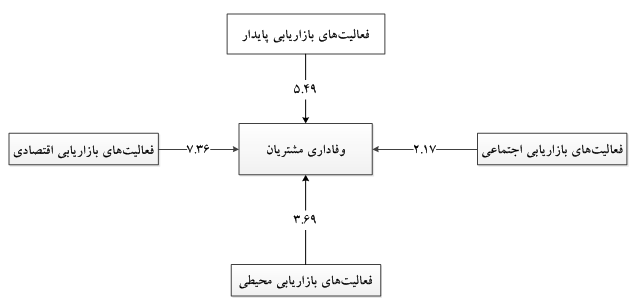 فعالیت‌های بازاریابی پایدار
۵.۴۹
فعالیت‌های بازاریابی اجتماعی
۲.۱۷
وفاداری مشتریان
۷.۳۶
فعالیت‌های بازاریابی اقتصادی
۳.۶۹
فعالیت‌های بازاریابی محیطی